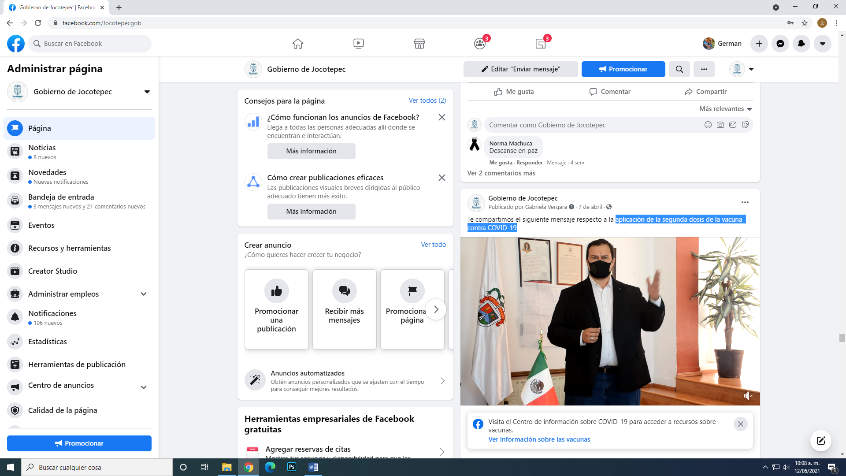 Gobierno de Jocotepec | Facebook
facebook.com/Jocotepecgob
Buscar en Facebook
German
Administrar página
Gobierno de Jocotepec
Página
Noticias
8 nuevos
Novedades
Nuevas notificaciones
Bandeja de entrada
9 mensajes nuevos y 21 comentarios nuevos
Eventos
Recursos y herramientas
Creator Studio
Administrar empleos
Notificaciones
106 nuevos
Estadísticas
Herramientas de publicación
Centro de anuncios
Calidad de la página
Promocionar
Gobierno de Jocotepec
Editar "Enviar mensaje"
Promocionar
Consejos para la página
Ver todos (2)
¿Cómo funcionan los anuncios de Facebook?
Llega a todas las personas adecuadas allí donde se
encuentran e interactúan.
Más información
Cómo crear publicaciones eficaces
Las publicaciones visuales breves dirigidas al público
adecuado tienen más éxito.
Más información
Crear anuncio
Ver todo
¿Cómo quieres hacer crecer tu negocio?
Promocionar
una
publicación
Recibir más
mensajes
Promociona
página
Anuncios automatizados
Obtén anuncios personalizados que se ajustan con el tiempo
para conseguir mejores resultados.
Herramientas empresariales de Facebook
gratuitas
Agregar reservas de citas
Me gusta
Comentar
Compartir
Más relevantes
Comentar como Gobierno de Jocotepec
Norma Machuca
Descanse en paz
Me gusta · Responder · Mensaje · 4 sem
Ver 2 comentarios más
Gobierno de Jocotepec
Publicado por Gabriela Vergara · 7 de abril ·
Te compartimos el siguiente mensaje respecto a la aplicación de la segunda dosis de la vacuna
contra COVID-19
Visita el Centro de información sobre COVID-19 para acceder a recursos sobre
vacunas.
Ver información sobre las vacunas
Buscar cualquier cosa
10:08 a. m.
12/05/2021